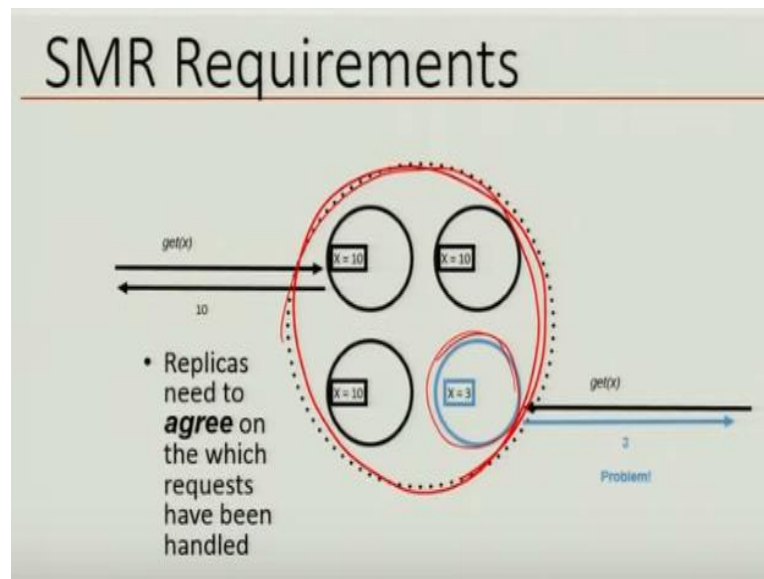 SMR Requirements
get(x)
10
X = 10
X = 10
X = 10
X = 3
get(x)
3
Problem!
• Replicas
need to
agree on
the which
requests
have been
handled